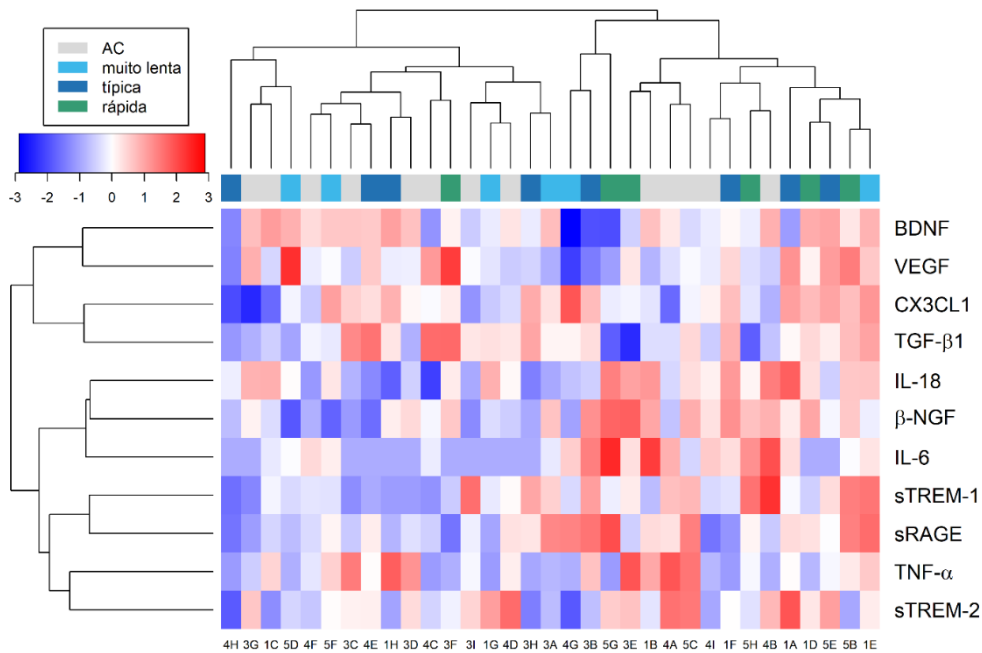 AC
muito lenta
típica
rápida
-3 -2 -1 0 1 2 3
BDNF
VEGF
CX3CL1
TGF-β1
IL-18
β-NGF
IL-6
sTREM-1
sRAGE
TNF-α
sTREM-2
4H 3G 1C 5D 4F 5F 3C 4E 1H 3D 4C 3F 3I 1G 4D 3H 3A 4G 3B 5G 3E 1B 4A 5C 4I 1F 5H 4B 1A 1D 5E 5B 1E